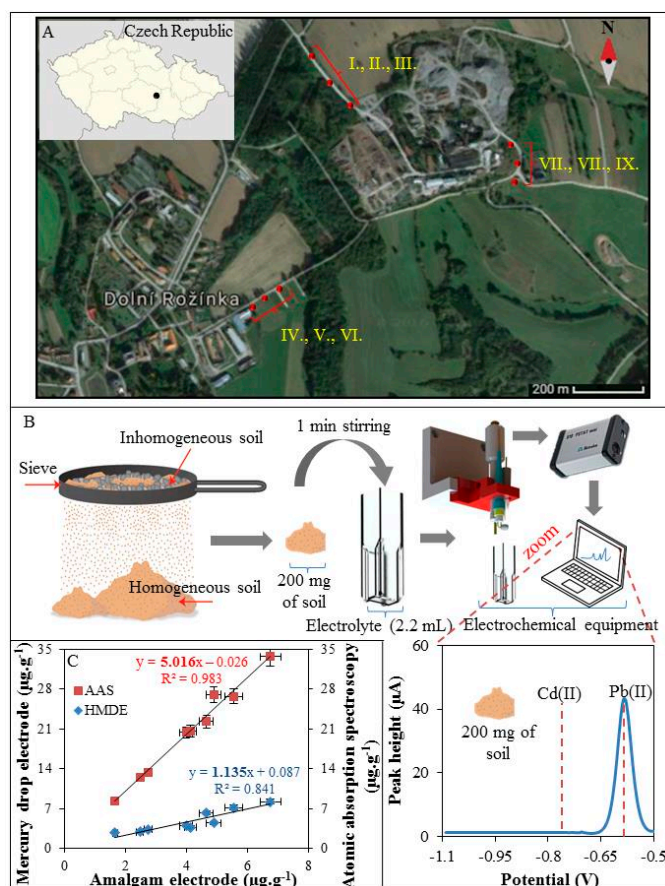 A
Czech Republic
N
I., II., III.
VII., VII., IX.
Dolní Rožínka
IV., V., VI.
200 m
B
Inhomogeneous soil
1 min stirring
Sieve
zoom
Homogeneous soil
200 mg
of soil
Electrolyte (2.2 mL)
Electrochemical equipment
C
Mercury drop electrode (µg.g-1)
35
28
21
14
7
0
y = 5.016x – 0.026
R² = 0.983
AAS
HMDE
y = 1.135x + 0.087
R² = 0.841
35
28
21
14
7
0
Atomic absorption spectroscopy
(µg.g-1)
0 2 4 6 8
Amalgam electrode (µg.g-1)
Peak height (µA)
60
40
20
0
Cd(II)
Pb(II)
200 mg of
soil
-1.1 -0.95 -0.8 -0.65 -0.5
Potential (V)